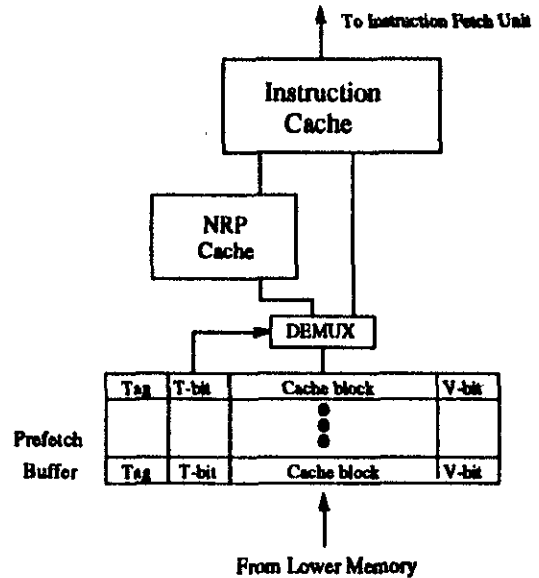 To Instruction Fetch Unit
Instruction
Cache
NRP
Cache
DEMUX
Tag T-bit Cache block V-bit
Prefetch
Buffer
Tag T-bit Cache block V-bit
From Lower Memory